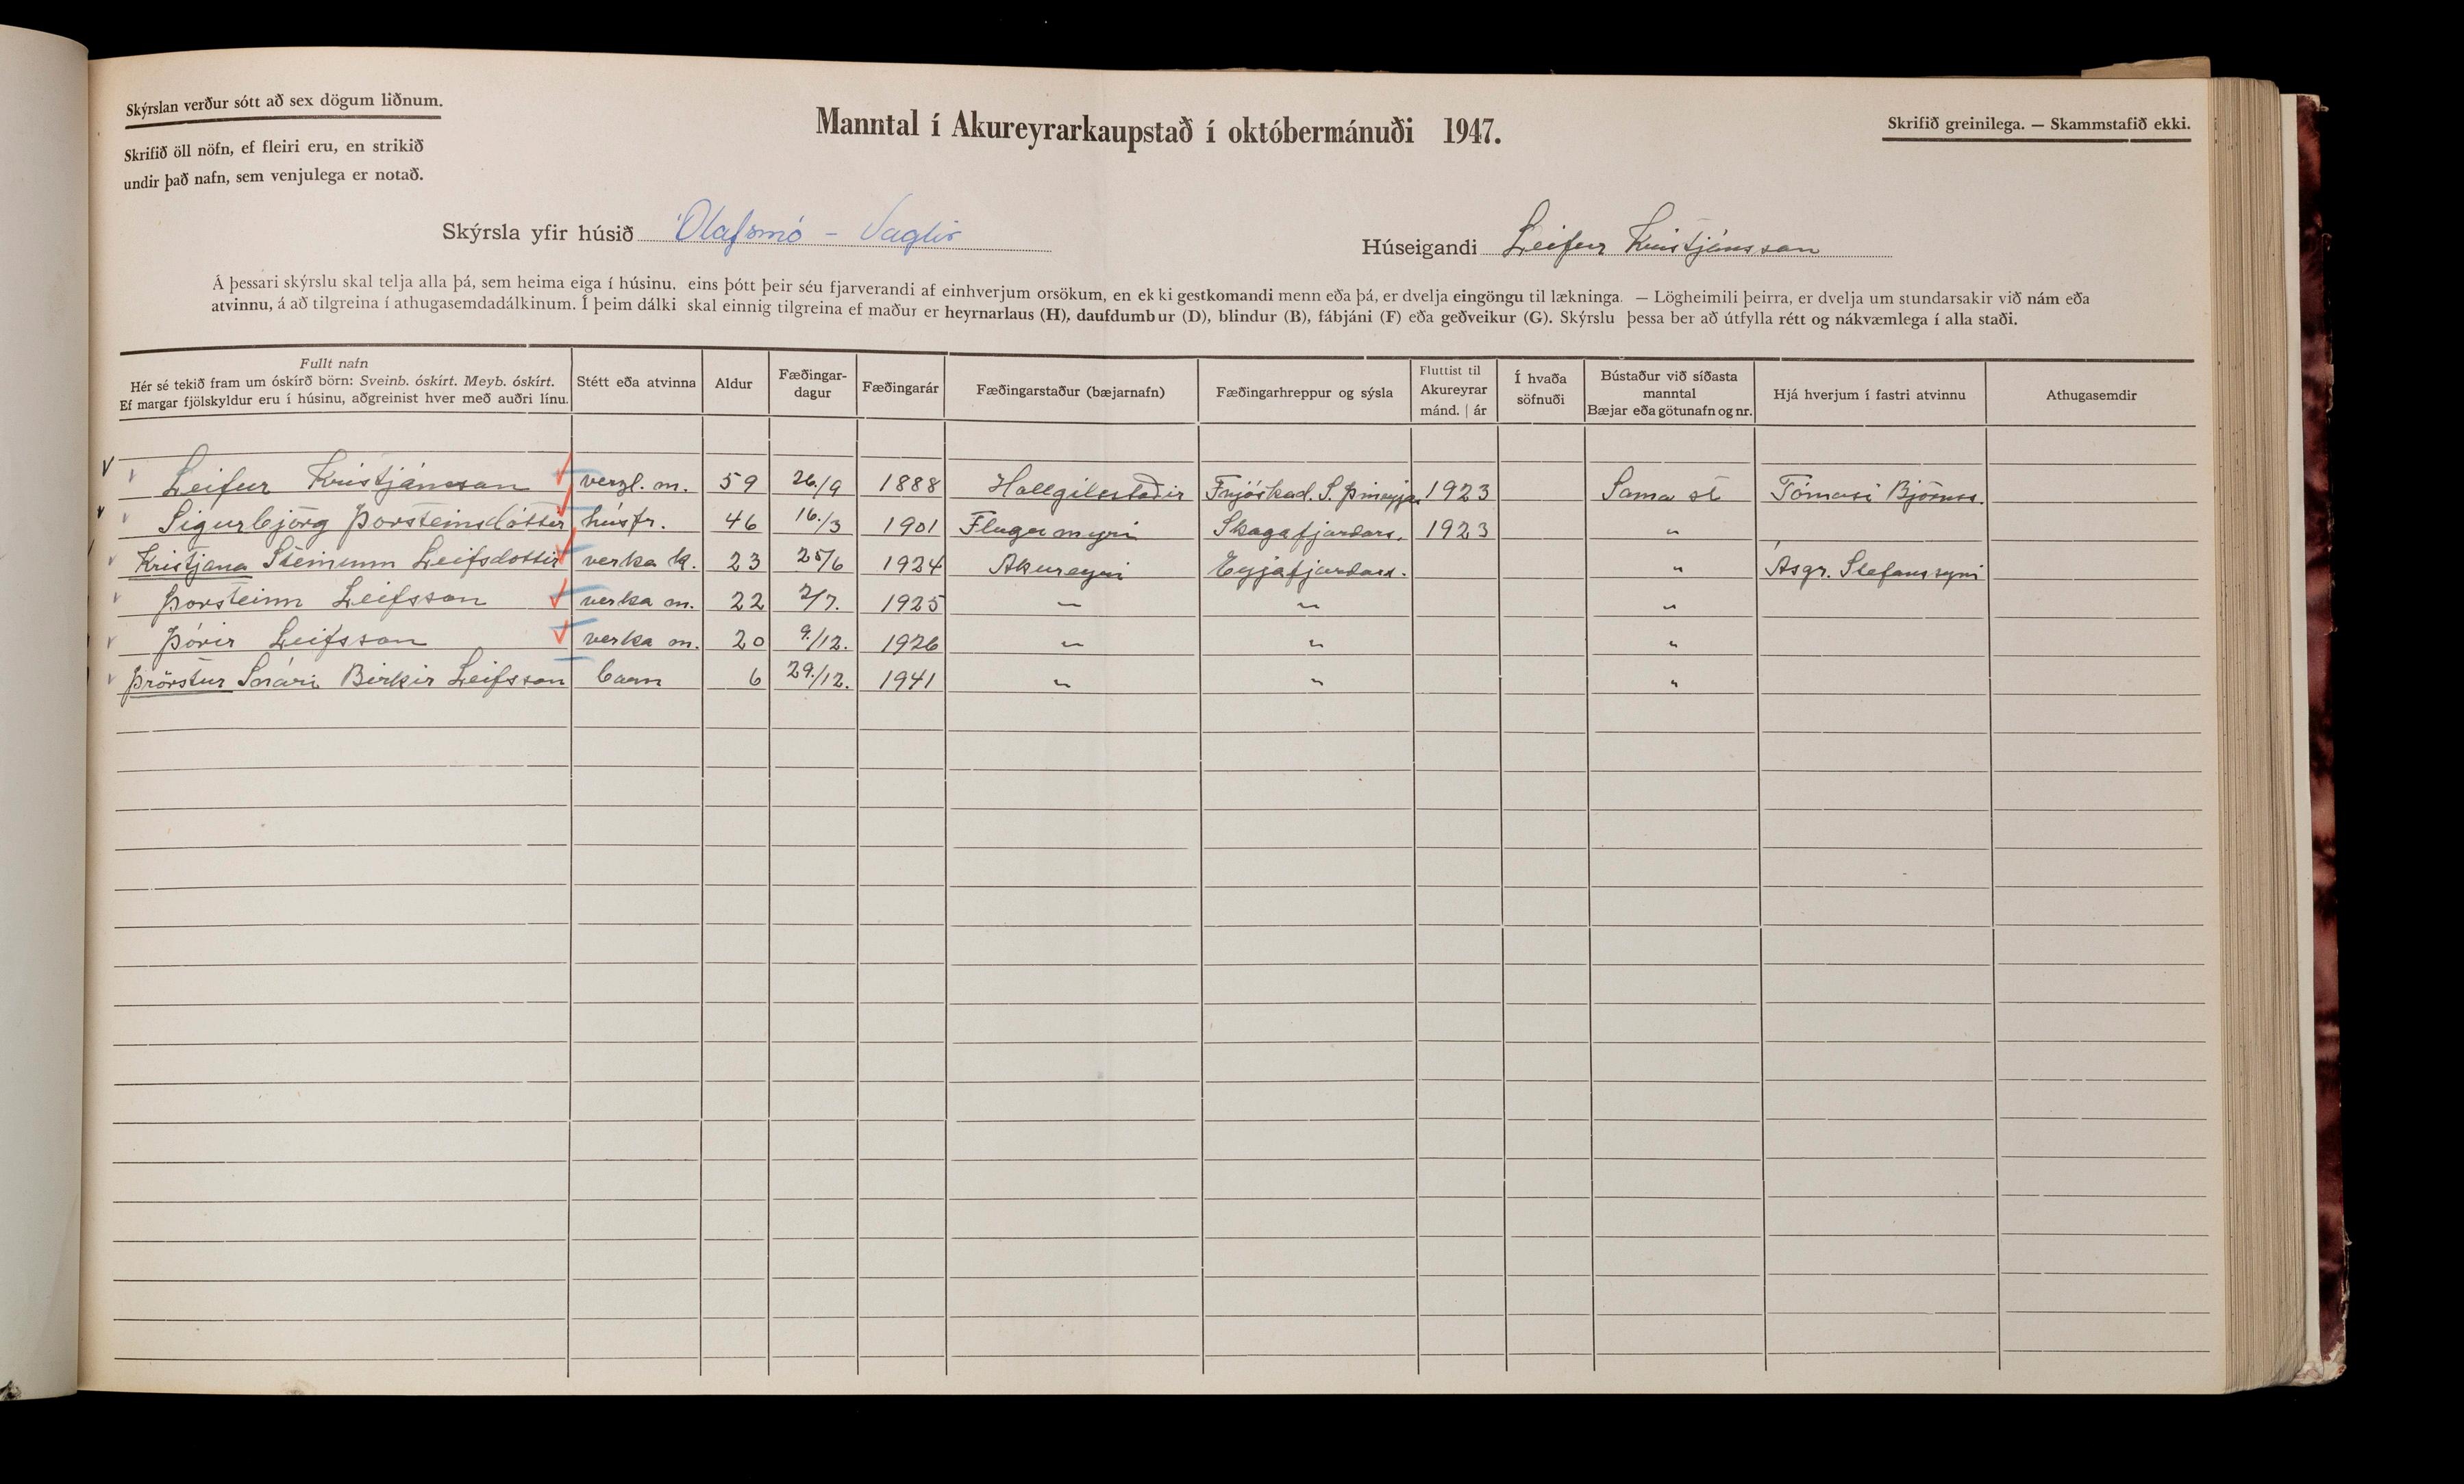 Skýrslan verður sótt að sex dögum liðnum.
Skrifið öll nöfn, ef fleiri eru, en strikið
undir það nafn, sem venjulega er notað.
Manntal í Akureyrarkaupstað í októbermánuði 1947.
Skrifið greinilega. — Skammstafið ekki.
Skýrsla yfir húsið Ólafsmó - Vaglir
Húseigandi Leifur Kristjánsson
Á þessari skýrslu skal telja alla þá, sem heima eiga í húsinu, eins þótt þeir séu fjarverandi af einhverjum orsökum, en ekki gestkomandi menn eða þá, er dvelja eingöngu til lækninga. — Lögheimili þeirra, er dvelja um stundarsakir við nám eða
atvinnu, á að tilgreina í athugasemdadálkinum. Í þeim dálki skal einnig tilgreina ef maður er heyrnarlaus (H), daufdumbur (D), blindur (B), fábjáni (F) eða geðveikur (G). Skýrslu þessa ber að útfylla rétt og nákvæmlega í alla staði.
Fullt nafn
Hér sé tekið fram um óskírð börn: Sveinb. óskírt. Meyb. óskírt.
Ef margar fjölskyldur eru í húsinu, aðgreinist hver með auðri línu.
Stétt eða atvinna
Aldur
Fæðingar-
dagur
Fæðingarár
Fæðingarstaður (bæjarnafn)
Fæðingarhreppur og sýsla
Fluttist til
Akureyrar
mánd. | ár
Í hvaða
söfnuði
Bústaður við síðasta
manntal
Bæjar eða götunafn og nr.
Hjá hverjum í fastri atvinnu
Athugasemdir
Leifur Kristjánsson verzl. m. 59 26./9 1888 Hallgilsstaðir Fnjóskad. S. Þineyja. 1923 Sama st Tómasi Björnss.
Sigurbjörg Þorsteinsdóttir húsfr. 46 16./3 1901 Flugumýri Skagafjarðars. 1923 "
Kristjana Steinunn Leifsdottir verka k. 23 25/6 1924 Akureyri Eyjafjarðars. " Ásgr. Stefanssyni
Þorsteinn Leifsson verka m. 22 2/7. 1925 " " "
Þórir Leifsson verka m. 20 9./12. 1926 " " "
Þröstur Smári Birkir Leifsson barn 6 29./12. 1941 " " "